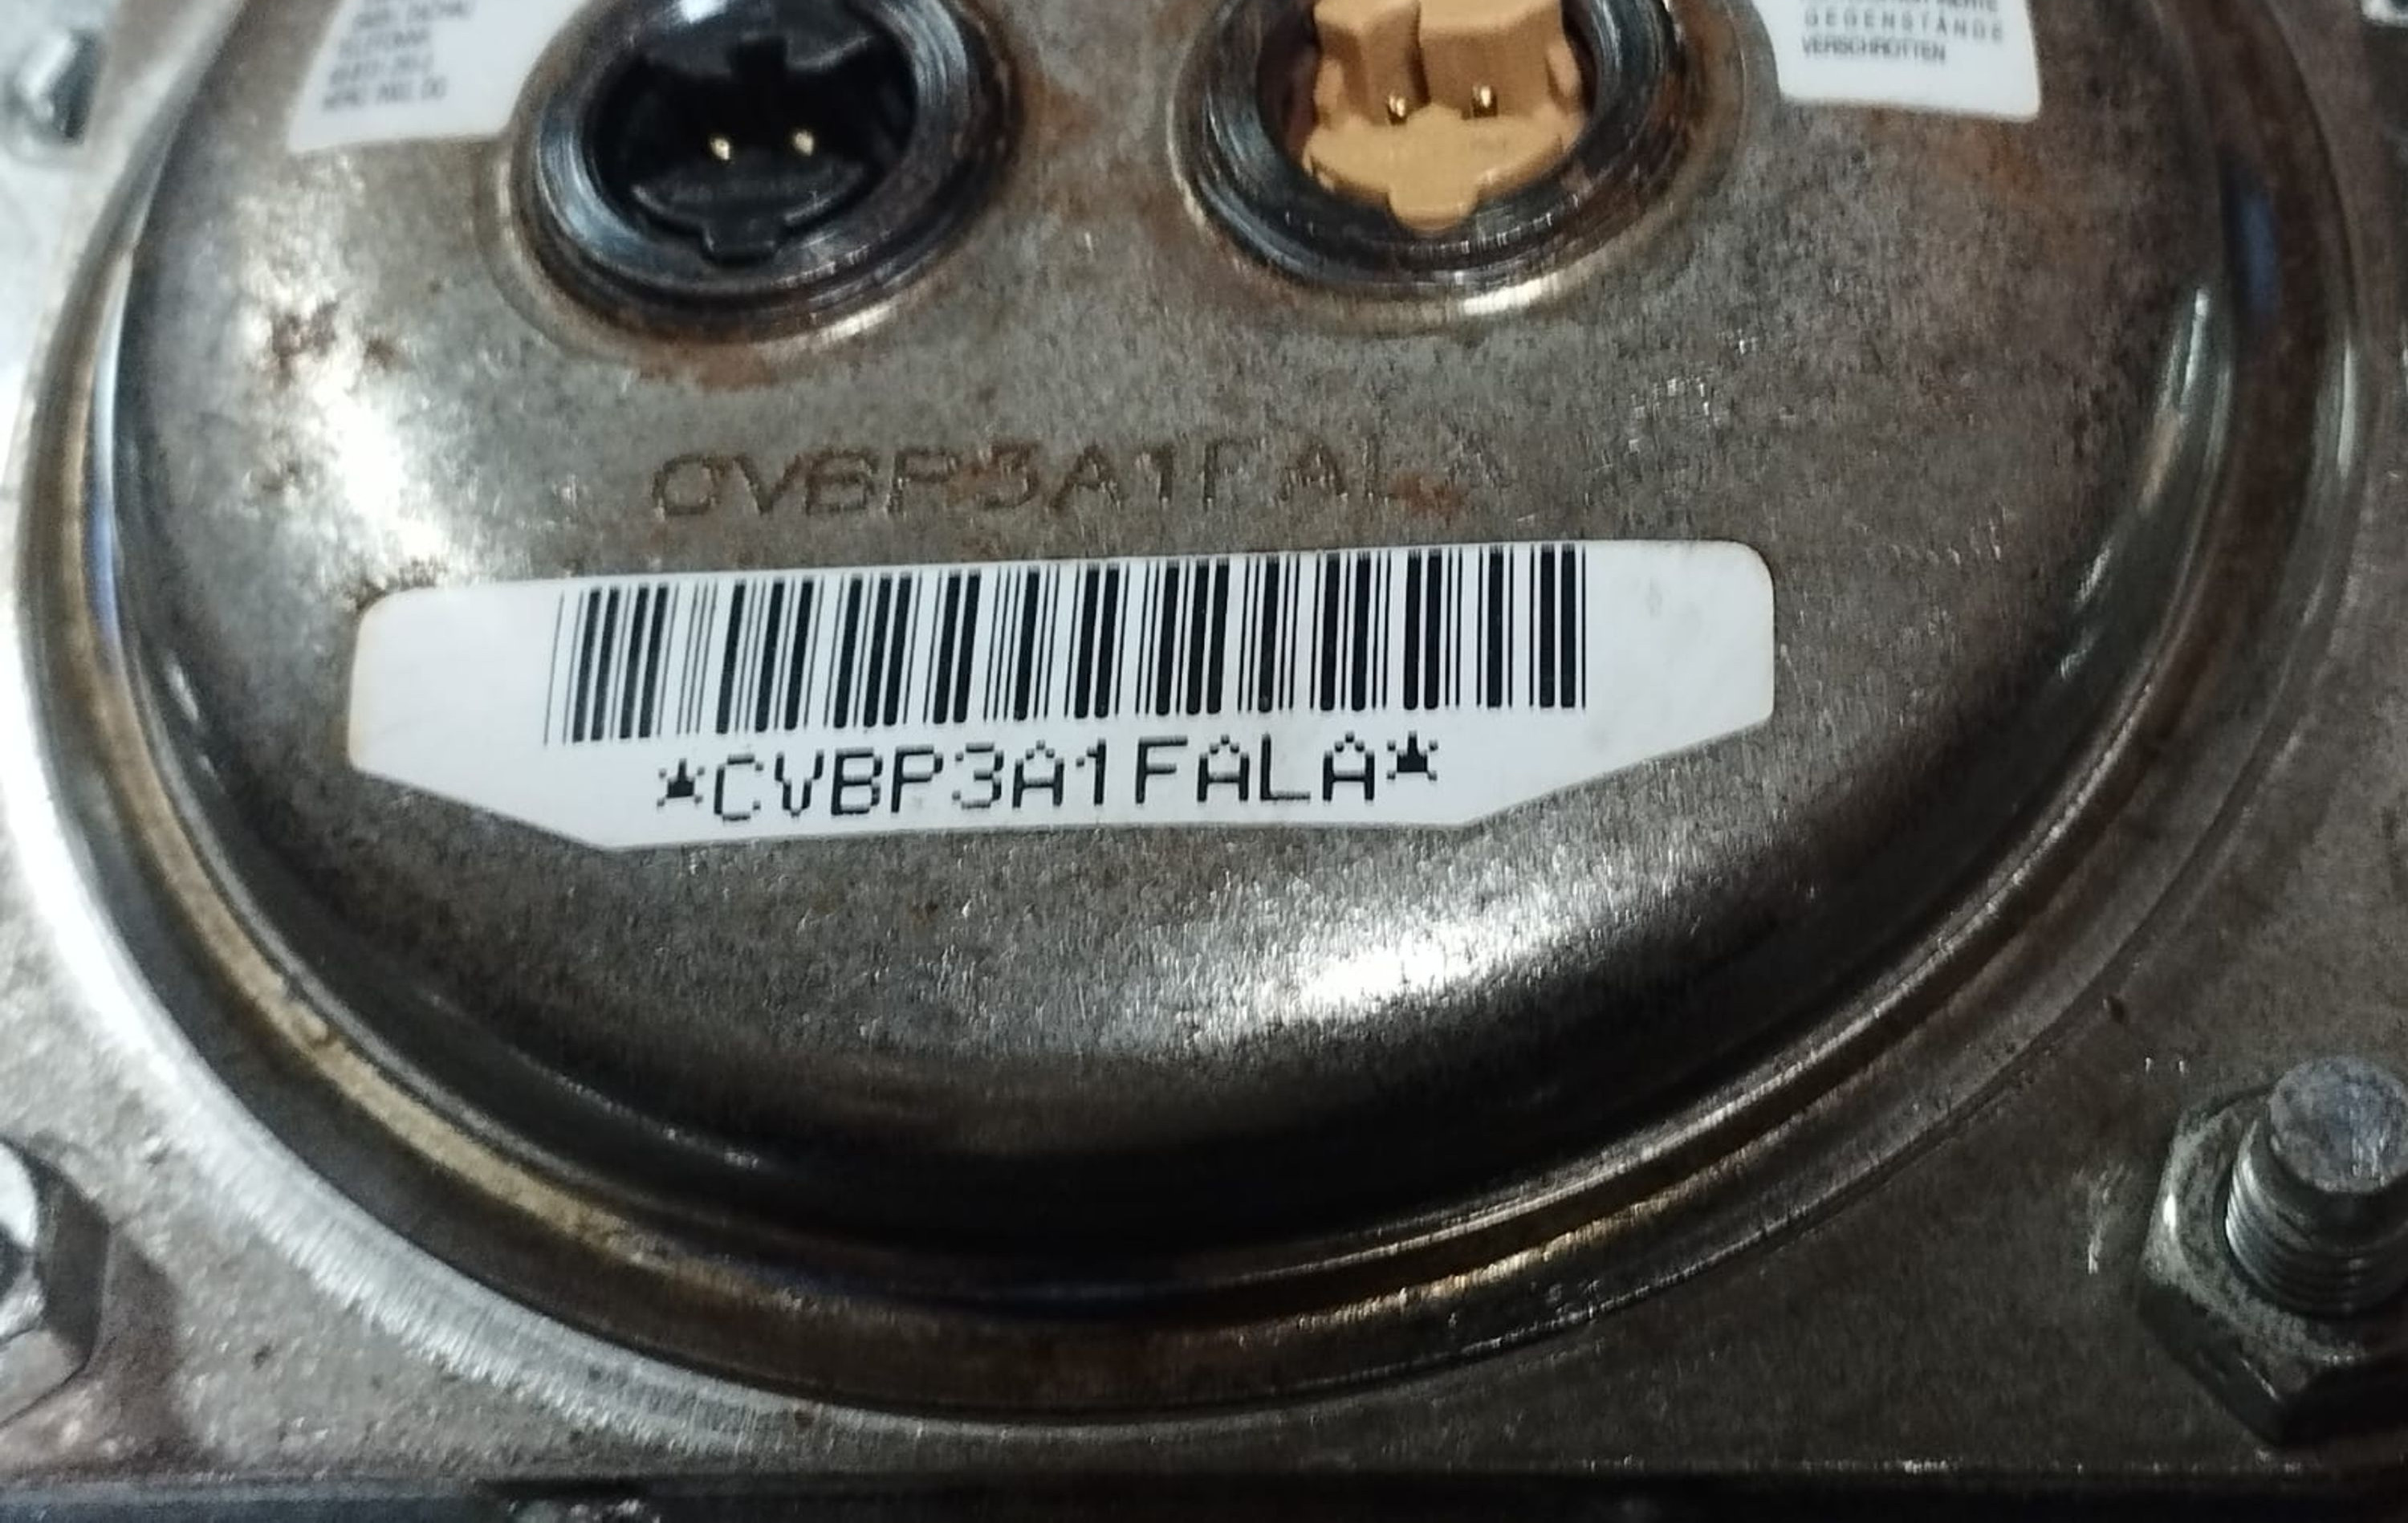 GEGENSTÄNDE
VERSCHROTTEN
CVBP3A1FALA
*CVBP3A1FALA*